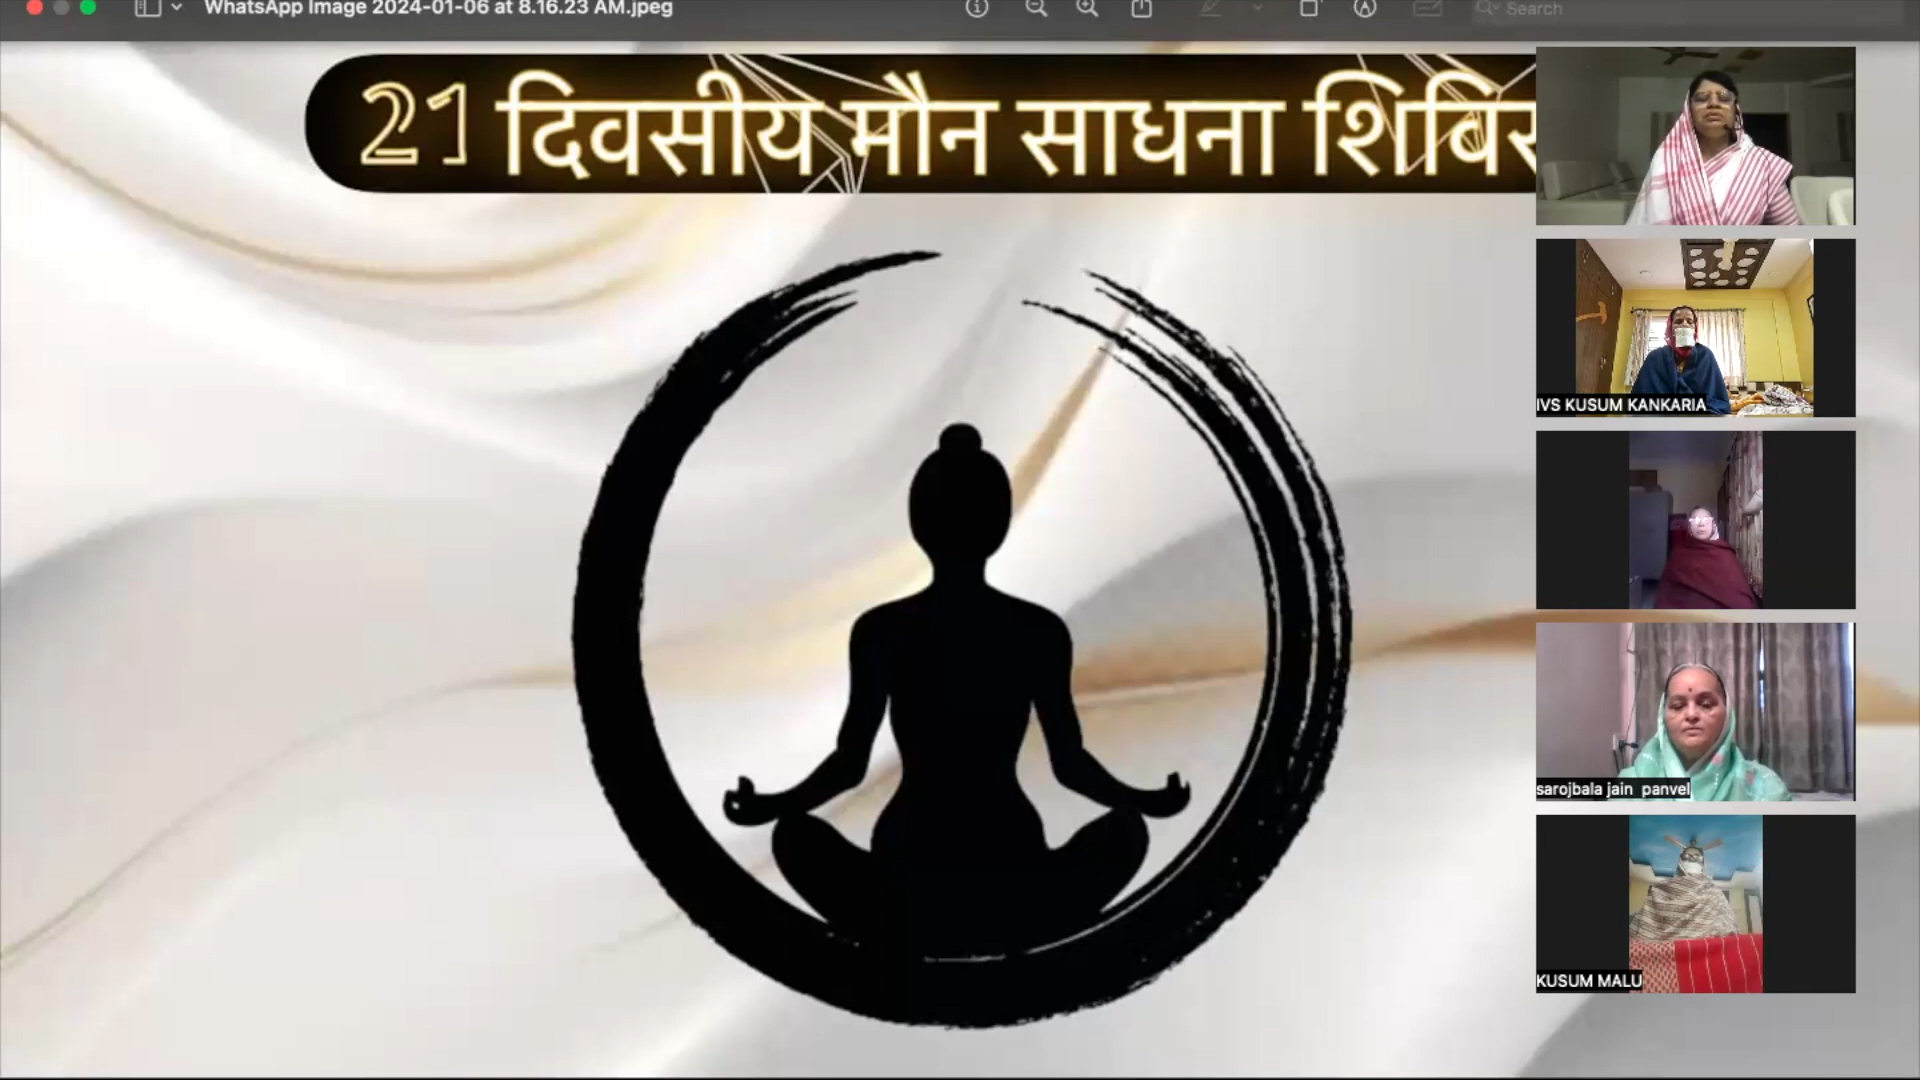 WhatsApp Image 2024-01-06 at 8.16.23 AM.jpeg
Search
21 दिवसीय मौन साधना शिविर
IVS KUSUM KANKARIA
sarojbala jain panvel
KUSUM MALU